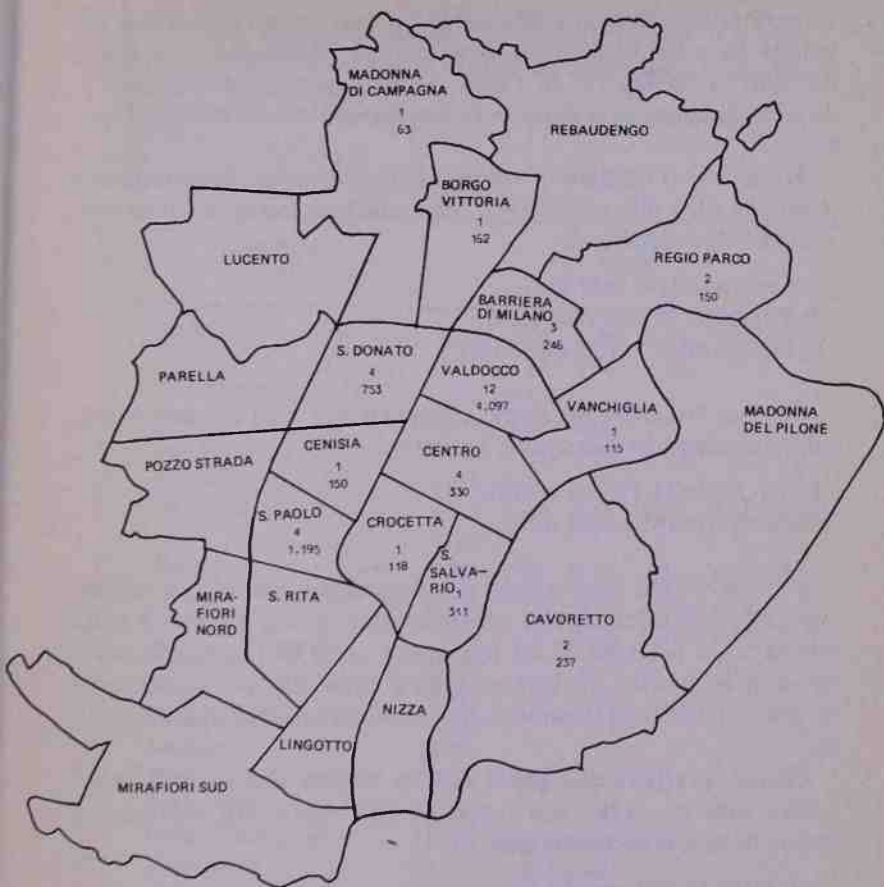 MADONNA
DI CAMPAGNA
1
63
REBAUDENGO
BORGO
VITTORIA
1
162
LUCENTO
REGIO PARCO
2
150
BARRIERA
DI MILANO
3
246
S. DONATO
4
753
PARELLA
VALDOCCO
12
4.097
VANCHIGLIA
1
115
MADONNA
DEL PILONE
CENISIA
1
150
CENTRO
4
330
POZZO STRADA
S. PAOLO
4
1.195
CROCETTA
1
118
S.
SALVA—
RIO
1
311
MIRA-
FIORI
NORD
S. RITA
CAVORETTO
2
237
NIZZA
LINGOTTO
MIRAFIORI SUD